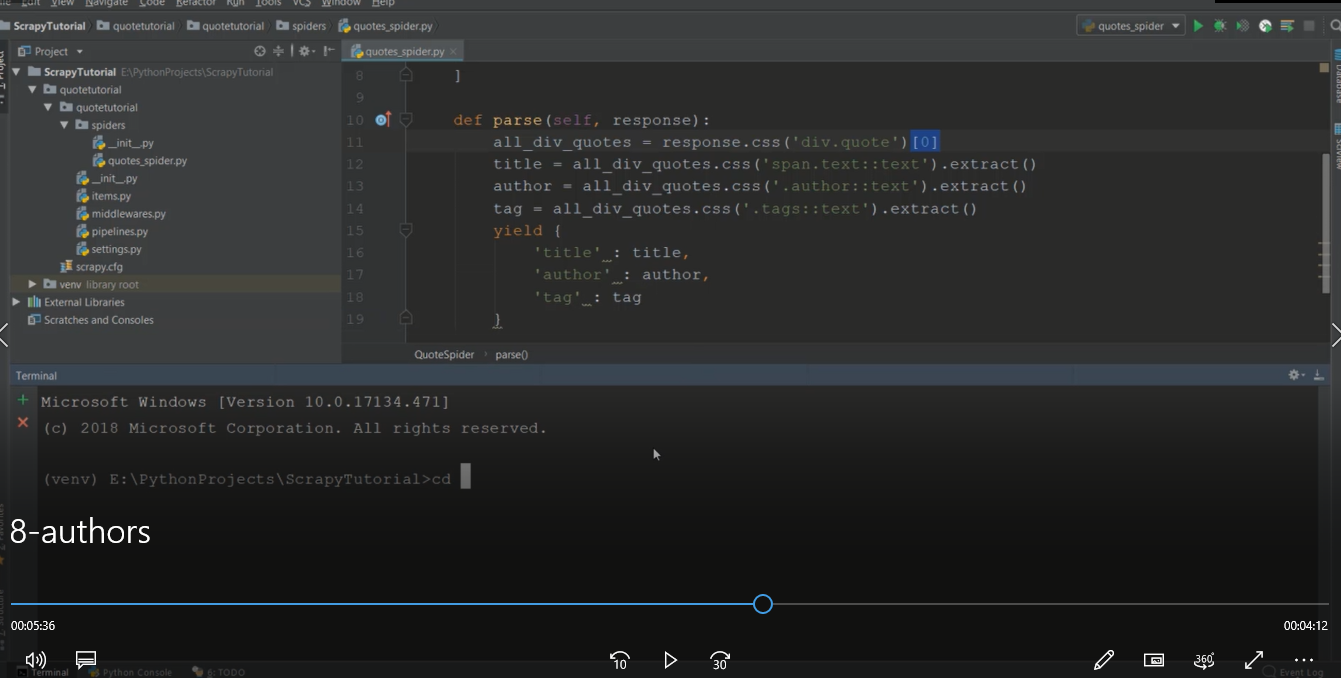 Edit View Navigate Code Refactor Run Tools VCS Window Help
ScrapyTutorial quotetutorial quotetutorial spiders quotes_spider.py
quotes_spider
Project
quotes_spider.py
ScrapyTutorial E:\PythonProjects\ScrapyTutorial
quotetutorial
quotetutorial
spiders
__init__.py
quotes_spider.py
__init__.py
items.py
middlewares.py
pipelines.py
settings.py
scrapy.cfg
venv library root
External Libraries
Scratches and Consoles
8 ]
9
10 def parse(self, response):
11 all_div_quotes = response.css('div.quote')[0]
12 title = all_div_quotes.css('span.text::text').extract()
13 author = all_div_quotes.css('.author::text').extract()
14 tag = all_div_quotes.css('.tags::text').extract()
15 yield {
16 'title' : title,
17 'author' : author,
18 'tag' : tag
19 }
QuoteSpider parse()
Database
SciView
Terminal
Microsoft Windows [Version 10.0.17134.471]
(c) 2018 Microsoft Corporation. All rights reserved.
(venv) E:\PythonProjects\ScrapyTutorial>cd
8-authors
00:05:36
00:04:12
10
30
360°
Terminal Python Console 6: TODO
Event Log